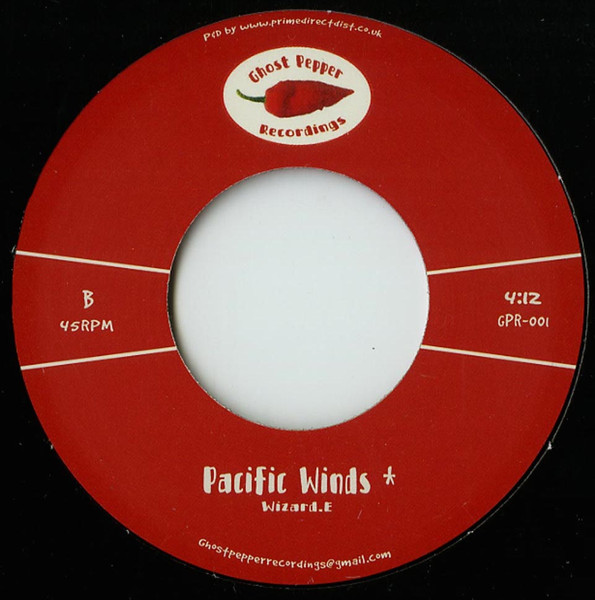 P&D by www.primedirectdist.co.uk
Ghost Pepper
Recordings
B
45RPM
4:12
GPR-001
Pacific Winds *
Wizard.E
Ghostpepperrecordings@gmail.com